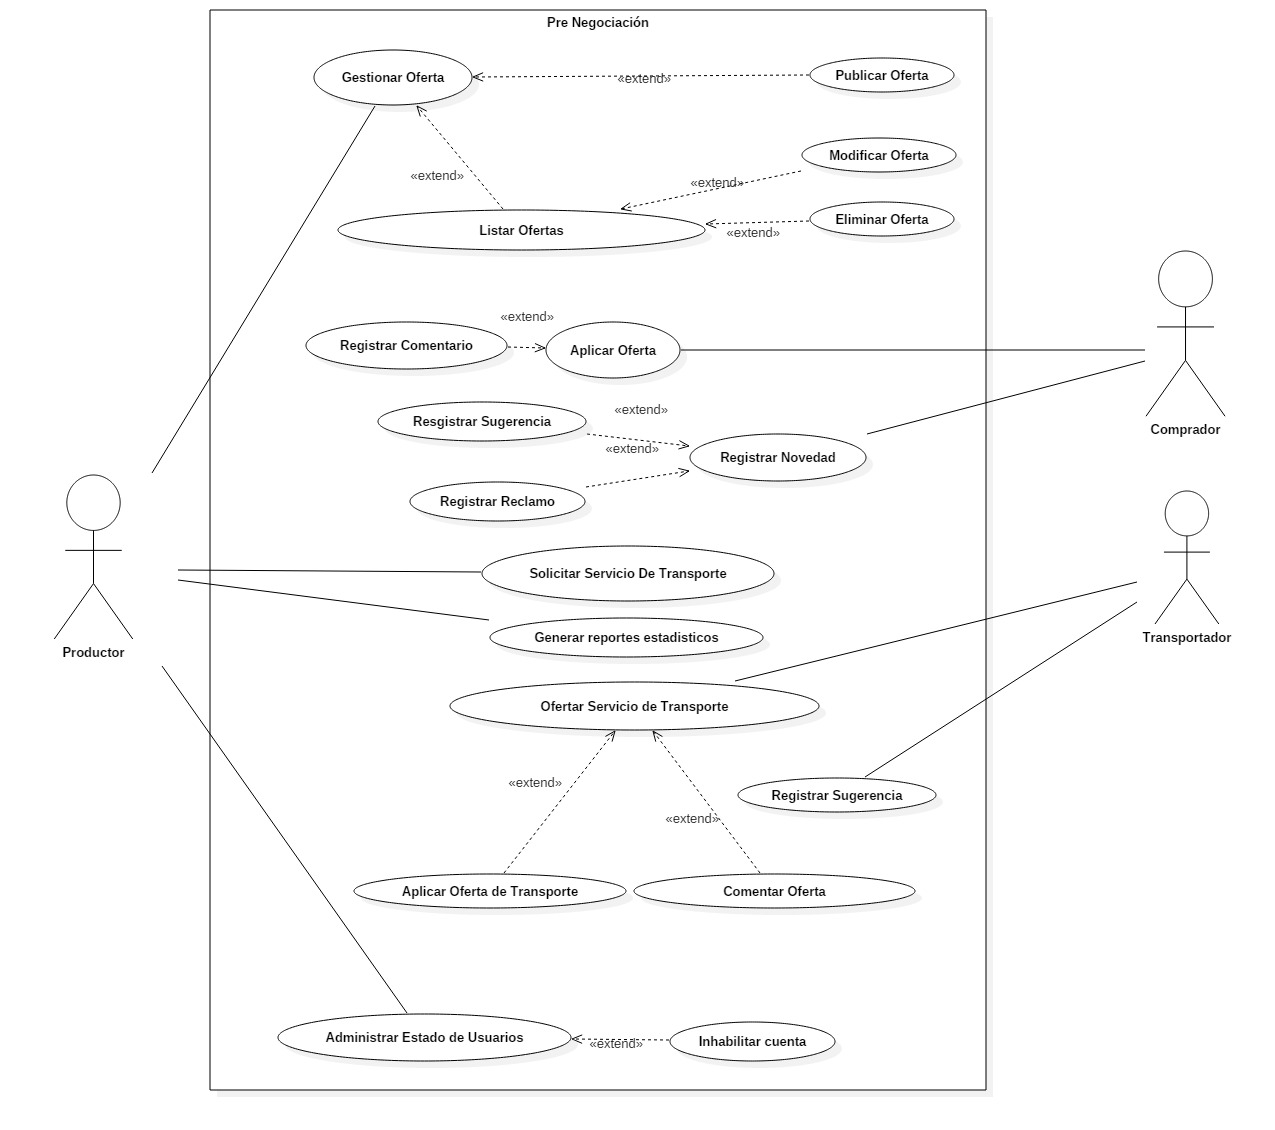 Pre Negociación
Gestionar Oferta
«extend»
Publicar Oferta
Modificar Oferta
«extend»
«extend»
Listar Ofertas
Eliminar Oferta
«extend»
«extend»
Registrar Comentario
Aplicar Oferta
«extend»
Resgistrar Sugerencia
«extend»
Registrar Novedad
Registrar Reclamo
Comprador
Solicitar Servicio De Transporte
Generar reportes estadisticos
Productor
Transportador
Ofertar Servicio de Transporte
«extend»
Registrar Sugerencia
«extend»
Aplicar Oferta de Transporte
Comentar Oferta
Administrar Estado de Usuarios
«extend»
Inhabilitar cuenta